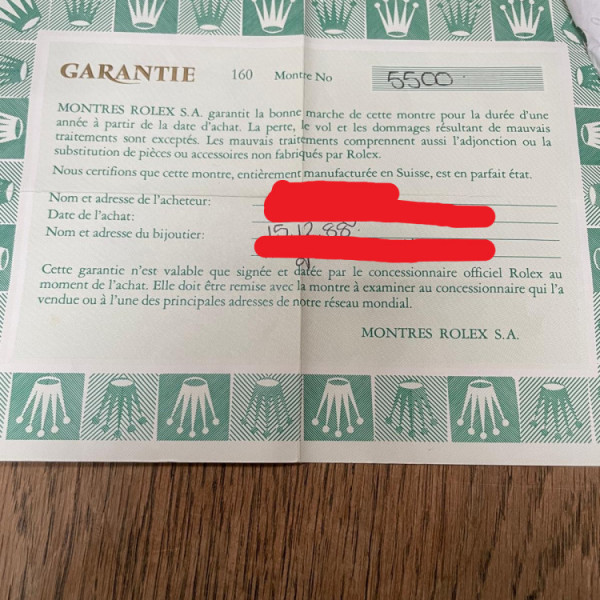 GARANTIE 160 Montre No 5500
MONTRES ROLEX S.A. garantit la bonne marche de cette montre pour la durée d'une
année à partir de la date d'achat. La perte, le vol et les dommages résultant de mauvais
traitements sont exceptés. Les mauvais traitements comprennent aussi l'adjonction ou la
substitution de pièces ou accessoires non fabriqués par Rolex.
Nous certifions que cette montre, entièrement manufacturée en Suisse, est en parfait état.
Nom et adresse de l'acheteur:
Date de l'achat: 15.12.88.
Nom et adresse du bijoutier:
Cette garantie n'est valable que signée et datée par le concessionnaire officiel Rolex au
moment de l'achat. Elle doit être remise avec la montre à examiner au concessionnaire qui l'a
vendue ou à l'une des principales adresses de notre réseau mondial.
MONTRES ROLEX S.A.